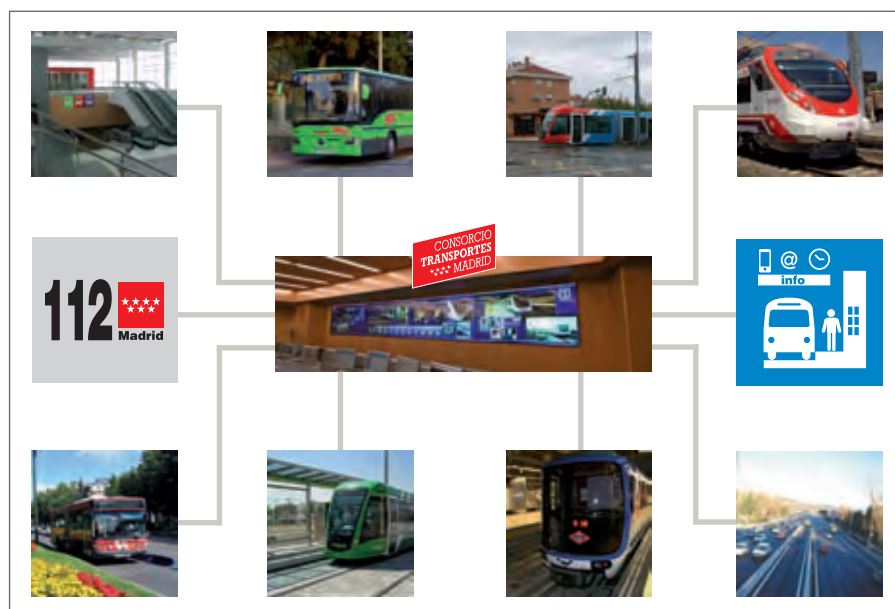 CONSORCIO
TRANSPORTES
MADRID
112
Madrid
@
info